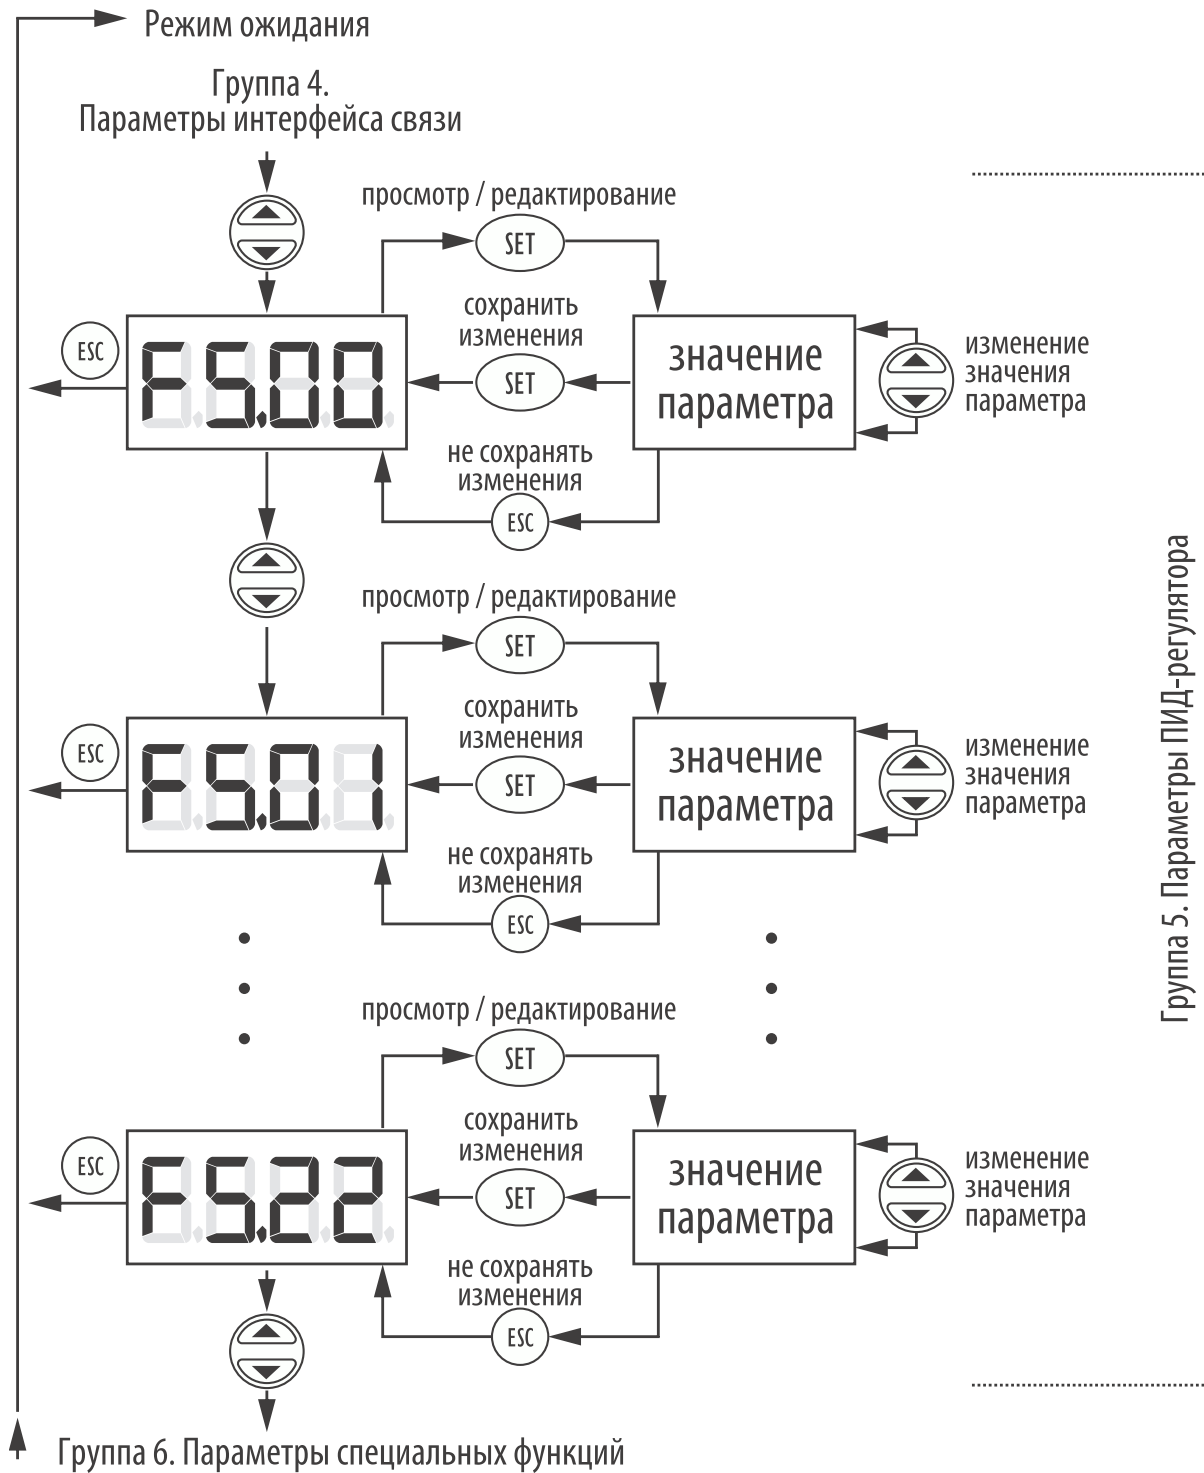 Режим ожидания
Группа 4.
Параметры интерфейса связи
просмотр / редактирование
SET
сохранить
изменения
SET
ESC
F5.00
значение
параметра
изменение
значения
параметра
не сохранять
изменения
ESC
просмотр / редактирование
SET
сохранить
изменения
SET
ESC
F5.01
значение
параметра
изменение
значения
параметра
не сохранять
изменения
ESC
просмотр / редактирование
SET
сохранить
изменения
SET
ESC
F5.22
значение
параметра
изменение
значения
параметра
не сохранять
изменения
ESC
Группа 6. Параметры специальных функций
Группа 5. Параметры ПИД-регулятора